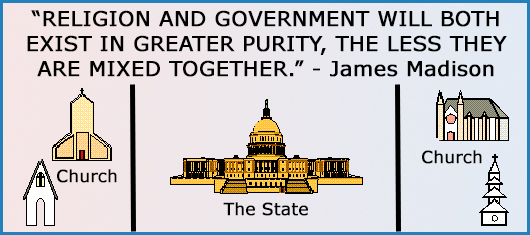 “RELIGION AND GOVERNMENT WILL BOTH
EXIST IN GREATER PURITY, THE LESS THEY
ARE MIXED TOGETHER.” - James Madison
Church
The State
Church